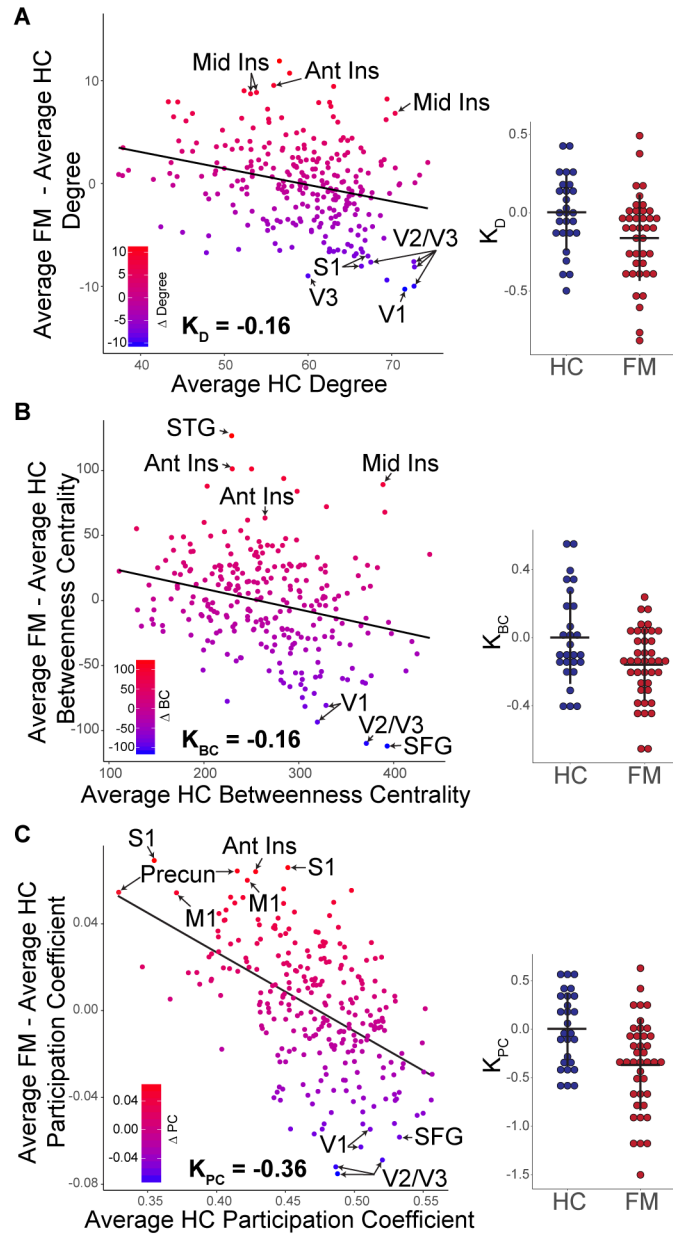 A
Average FM - Average HC
Degree
10
0
-10
Mid Ins
Ant Ins
Mid Ins
V2/V3
S1
V3
V1
10
5
0
-5
-10
Δ Degree
K_D = -0.16
40
50
60
70
Average HC Degree
K_D
0.5
0.0
-0.5
HC
FM
B
Average FM - Average HC
Betweenness Centrality
100
50
0
-50
-100
STG
Ant Ins
Ant Ins
Mid Ins
V1
V2/V3
SFG
100
50
0
-50
-100
Δ BC
K_BC = -0.16
100
200
300
400
Average HC Betweenness Centrality
K_BC
0.4
0.0
-0.4
HC
FM
C
Average FM - Average HC
Participation Coefficient
0.04
0.00
-0.04
-0.08
S1
Precun
Ant Ins
S1
M1
M1
V1
SFG
V2/V3
0.04
0.00
-0.04
Δ PC
K_PC = -0.36
0.35
0.40
0.45
0.50
0.55
Average HC Participation Coefficient
K_PC
0.5
0.0
-0.5
-1.0
-1.5
HC
FM